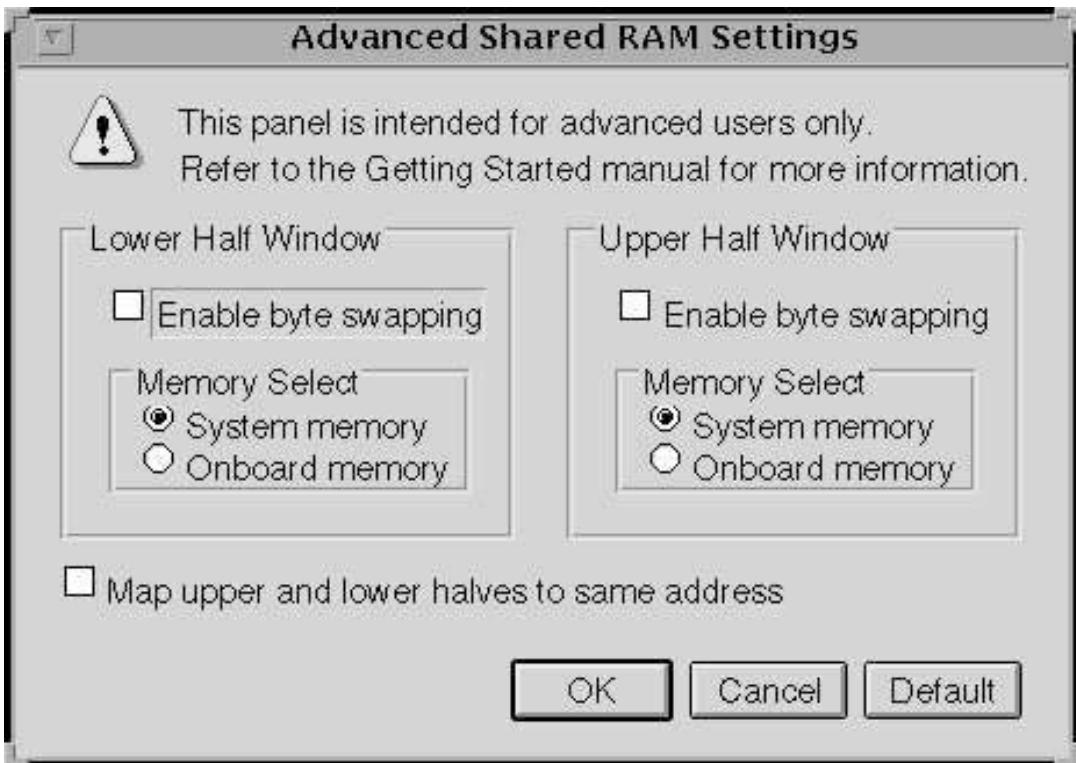 Advanced Shared RAM Settings
This panel is intended for advanced users only.
Refer to the Getting Started manual for more information.
Lower Half Window
Enable byte swapping
Memory Select
System memory
Onboard memory
Upper Half Window
Enable byte swapping
Memory Select
System memory
Onboard memory
Map upper and lower halves to same address
OK
Cancel
Default